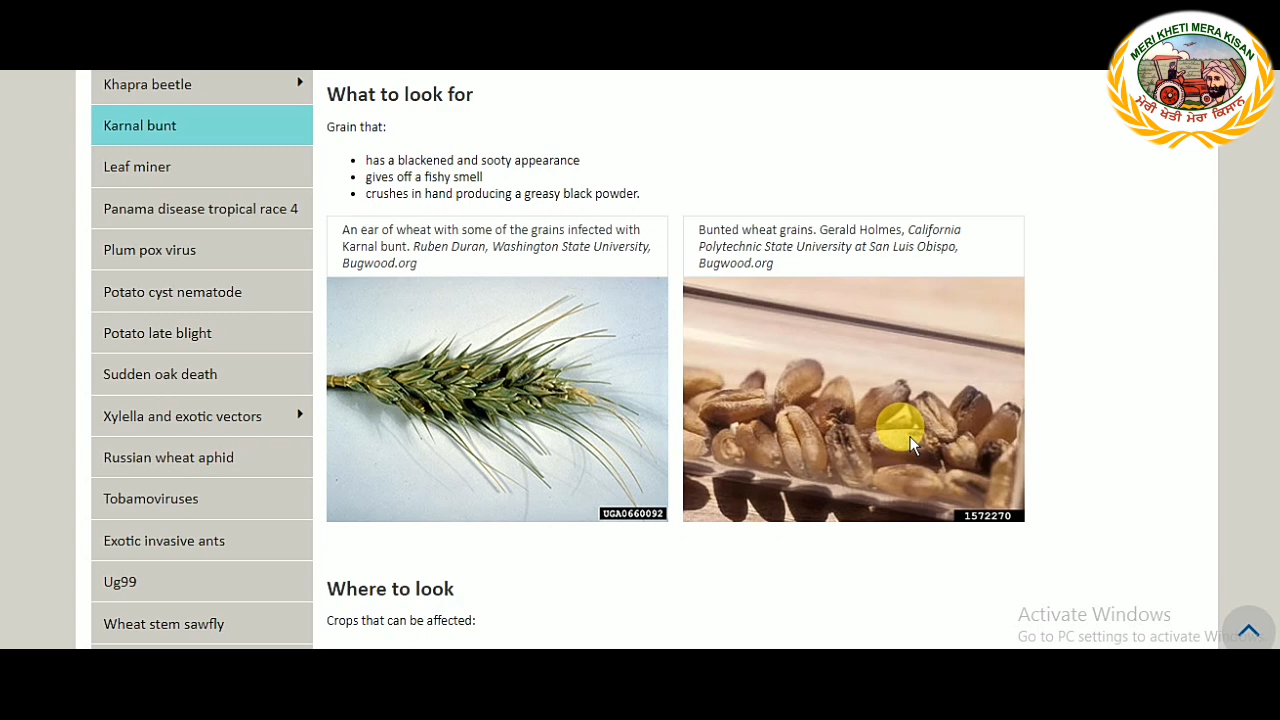 MERI KHETI MERA KISAN
ਮੇਰੀ ਖੇਤੀ ਮੇਰਾ ਕਿਸਾਨ
Khapra beetle
Karnal bunt
Leaf miner
Panama disease tropical race 4
Plum pox virus
Potato cyst nematode
Potato late blight
Sudden oak death
Xylella and exotic vectors
Russian wheat aphid
Tobamoviruses
Exotic invasive ants
Ug99
Wheat stem sawfly
What to look for
Grain that:
• has a blackened and sooty appearance
• gives off a fishy smell
• crushes in hand producing a greasy black powder.
An ear of wheat with some of the grains infected with
Karnal bunt. Ruben Duran, Washington State University,
Bugwood.org
UGA0660092
Bunted wheat grains. Gerald Holmes, California
Polytechnic State University at San Luis Obispo,
Bugwood.org
1572270
Where to look
Crops that can be affected:
Activate Windows
Go to PC settings to activate Windows.